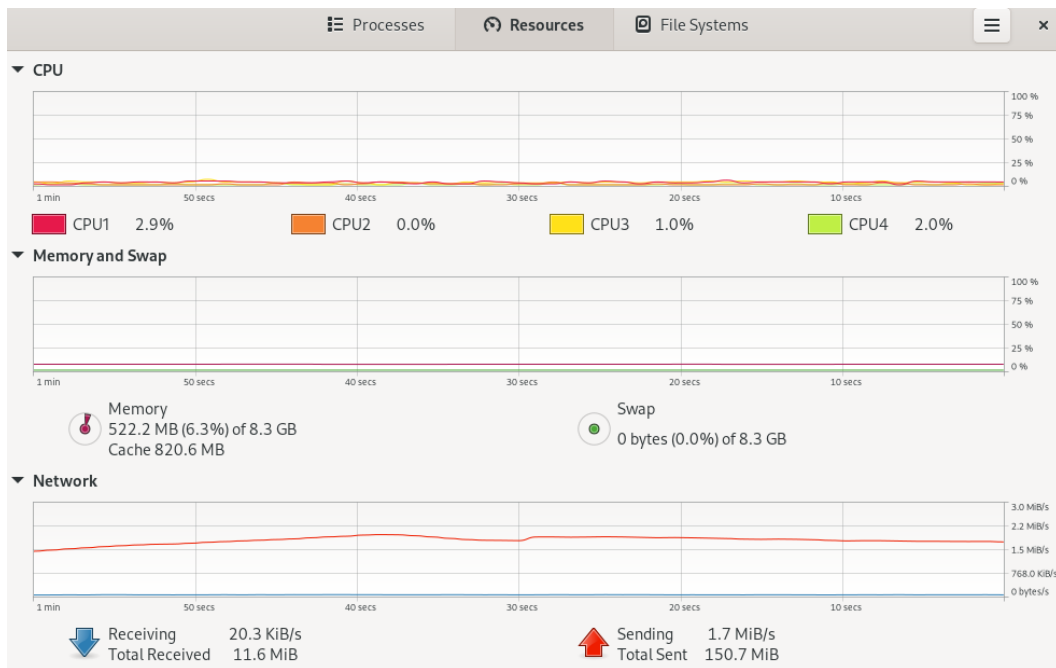 Processes Resources File Systems
CPU
100 %
75 %
50 %
25 %
0 %
1 min 50 secs 40 secs 30 secs 20 secs 10 secs
CPU1 2.9% CPU2 0.0% CPU3 1.0% CPU4 2.0%
Memory and Swap
100 %
75 %
50 %
25 %
0 %
1 min 50 secs 40 secs 30 secs 20 secs 10 secs
Memory
522.2 MB (6.3%) of 8.3 GB
Cache 820.6 MB
Swap
0 bytes (0.0%) of 8.3 GB
Network
3.0 MiB/s
2.2 MiB/s
1.5 MiB/s
768.0 KiB/s
0 bytes/s
1 min 50 secs 40 secs 30 secs 20 secs 10 secs
Receiving 20.3 KiB/s
Total Received 11.6 MiB
Sending 1.7 MiB/s
Total Sent 150.7 MiB